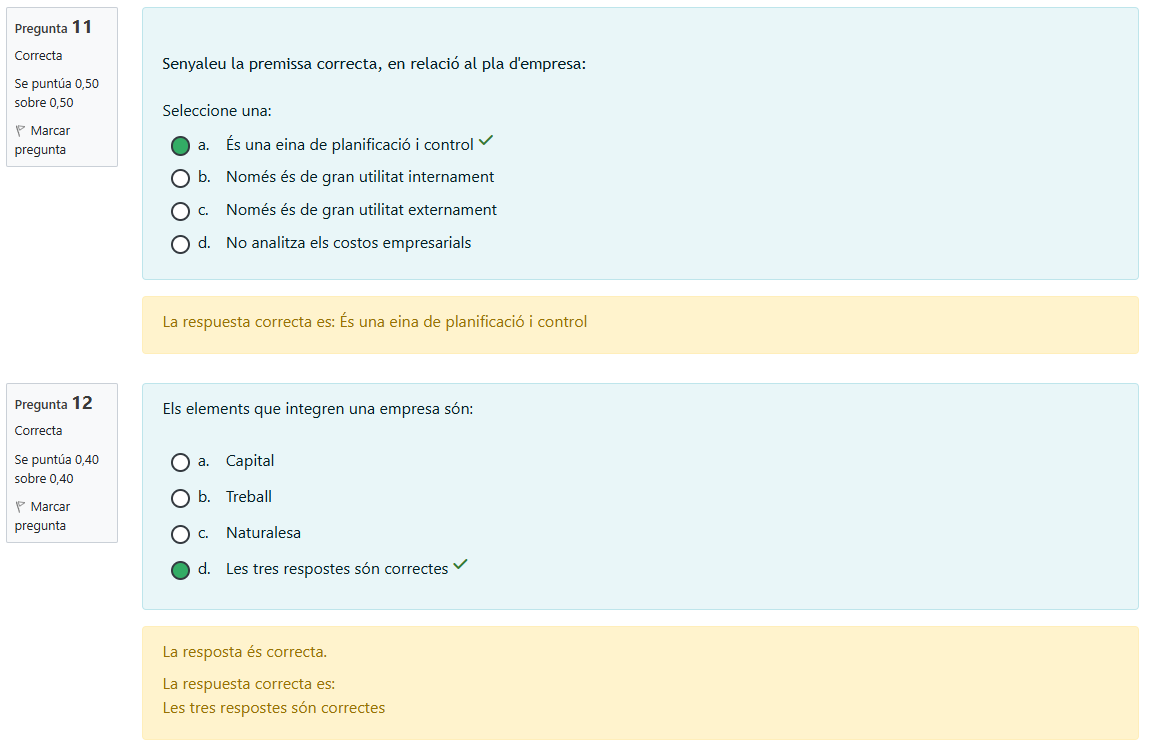 Pregunta 11
Correcta
Se puntúa 0,50
sobre 0,50
Marcar
pregunta
Senyaleu la premissa correcta, en relació al pla d'empresa:
Seleccione una:
a. És una eina de planificació i control
b. Només és de gran utilitat internament
c. Només és de gran utilitat externament
d. No analitza els costos empresarials
La respuesta correcta es: És una eina de planificació i control
Pregunta 12
Correcta
Se puntúa 0,40
sobre 0,40
Marcar
pregunta
Els elements que integren una empresa són:
a. Capital
b. Treball
c. Naturalesa
d. Les tres respostes són correctes
La resposta és correcta.
La respuesta correcta es:
Les tres respostes són correctes